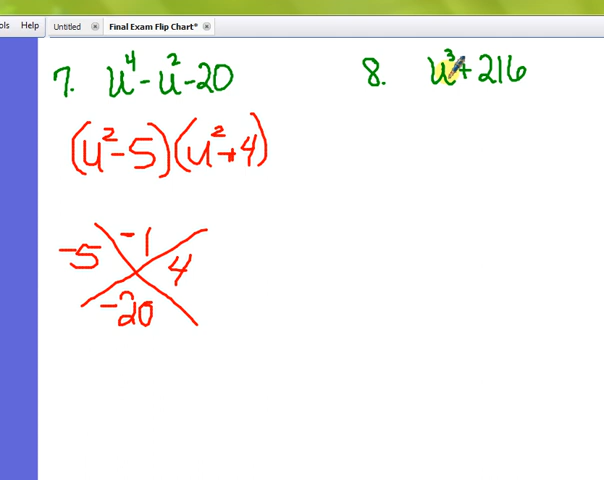 ols Help Untitled Final Exam Flip Chart*
7. u⁴ - u² - 20
(u² - 5)(u² + 4)
-1
-5 4
-20
8. u³ + 216